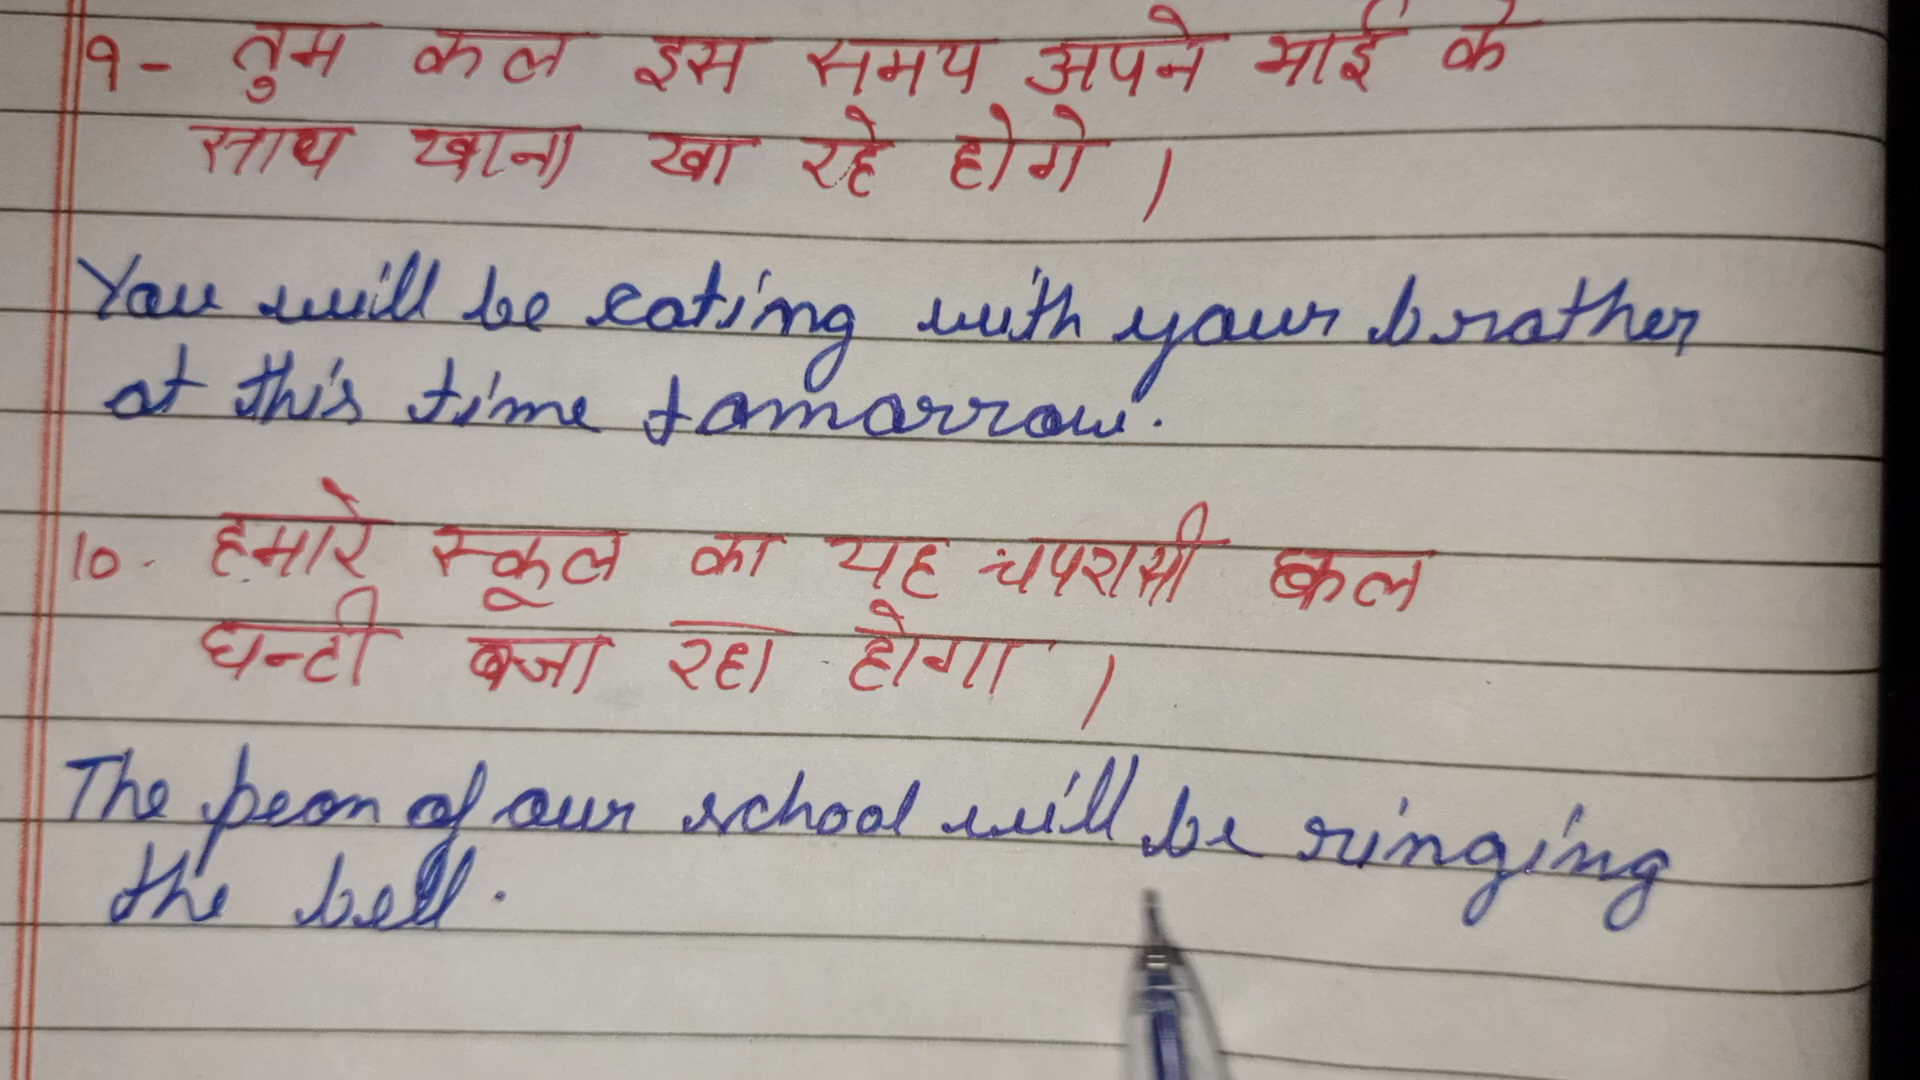 9- तुम कल इस समय अपने भाई के
साथ खाना खा रहे होगे ।
You will be eating with your brother
at this time tomorrow.
10. हमारे स्कूल का यह चपरासी कल
घन्टी बजा रहा होगा ।
The peon of our school will be ringing
the bell.